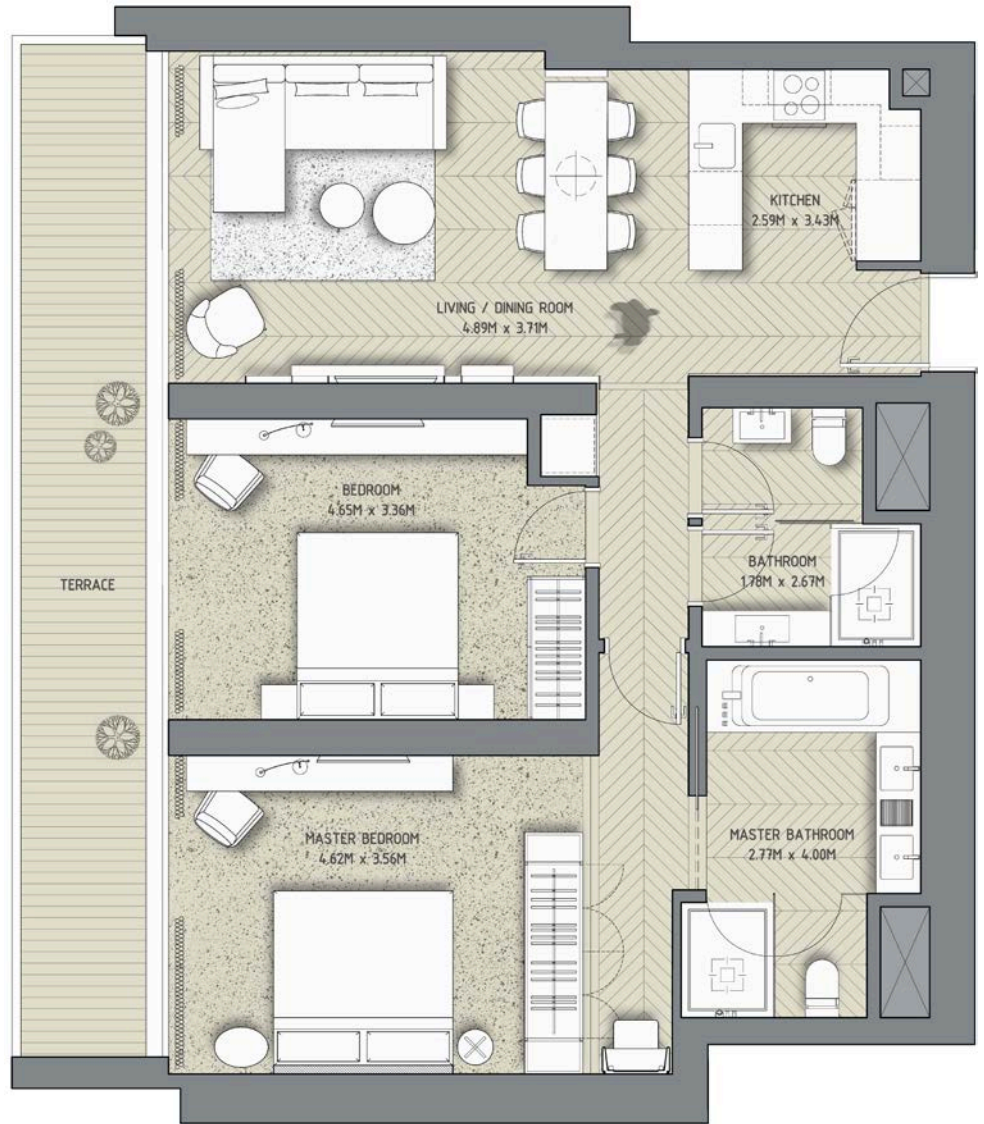 KITCHEN
2.59M x 3.43M
LIVING / DINING ROOM
4.89M x 3.71M
BEDROOM
4.65M x 3.36M
TERRACE
BATHROOM
1.78M x 2.67M
MASTER BEDROOM
4.62M x 3.56M
MASTER BATHROOM
2.77M x 4.00M